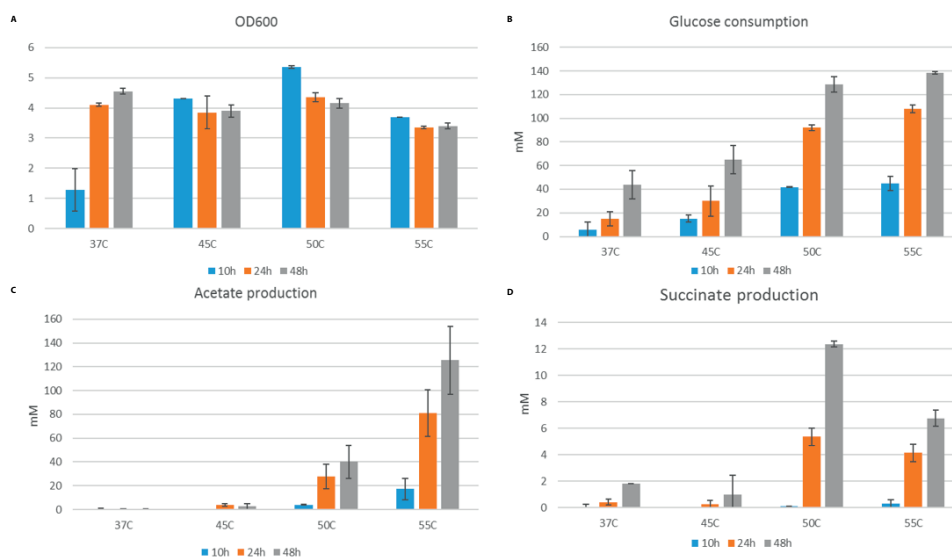 A
OD600
6
5
4
3
2
1
0
37C
45C
50C
55C
10h 24h 48h
B
Glucose consumption
mM
160
140
120
100
80
60
40
20
0
37C
45C
50C
55C
10h 24h 48h
C
Acetate production
mM
160
140
120
100
80
60
40
20
0
37C
45C
50C
55C
10h 24h 48h
D
Succinate production
mM
14
12
10
8
6
4
2
0
37C
45C
50C
55C
10h 24h 48h